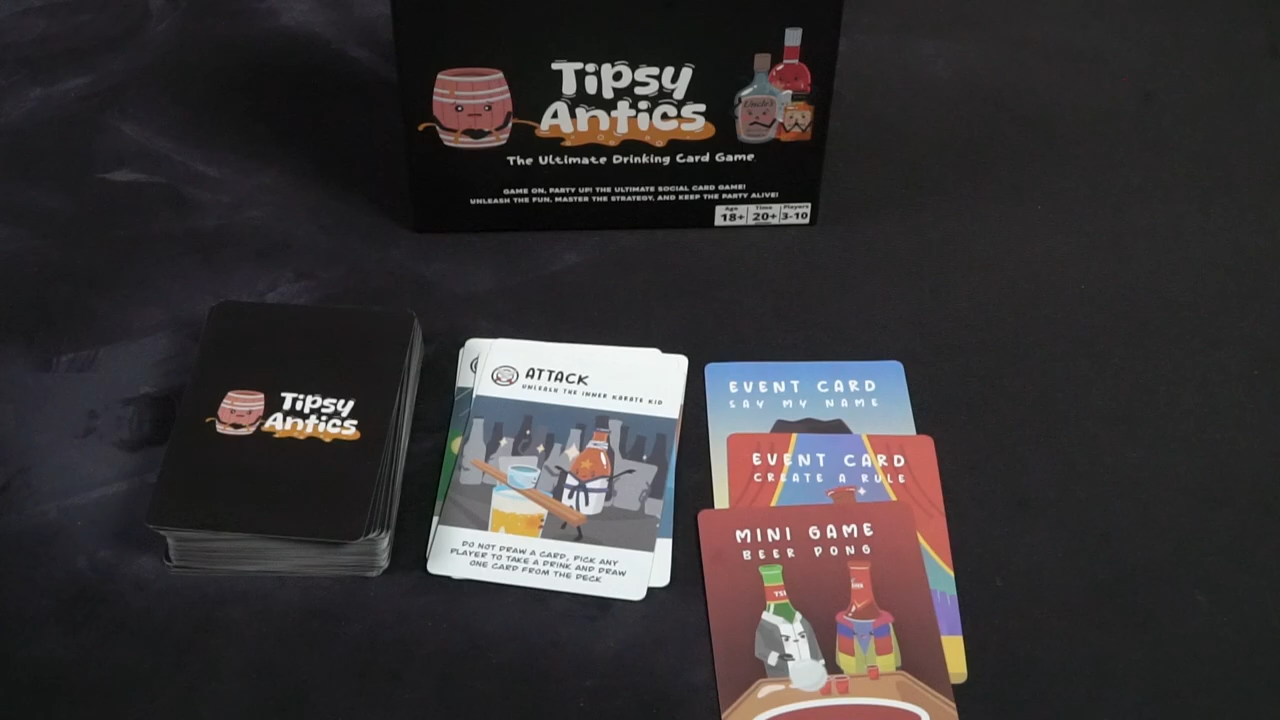 Tipsy
Antics
Uncle's
The Ultimate Drinking Card Game
GAME ON, PARTY UP! THE ULTIMATE SOCIAL CARD GAME!
UNLEASH THE FUN, MASTER THE STRATEGY, AND KEEP THE PARTY ALIVE!
Age Time Players
18+ 20+ 3-10
Tipsy
Antics
ATTACK
UNLEASH THE INNER KARATE KID
DO NOT DRAW A CARD, PICK ANY
PLAYER TO TAKE A DRINK AND DRAW
ONE CARD FROM THE DECK
EVENT CARD
SAY MY NAME
EVENT CARD
CREATE A RULE
MINI GAME
BEER PONG